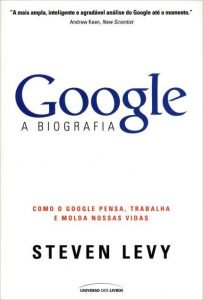 "A mais ampla, inteligente e agradável análise do Google até o momento."
Andrew Keen, New Scientist
Google
A BIOGRAFIA
COMO O GOOGLE PENSA, TRABALHA
E MOLDA NOSSAS VIDAS
STEVEN LEVY
UNIVERSO DOS LIVROS